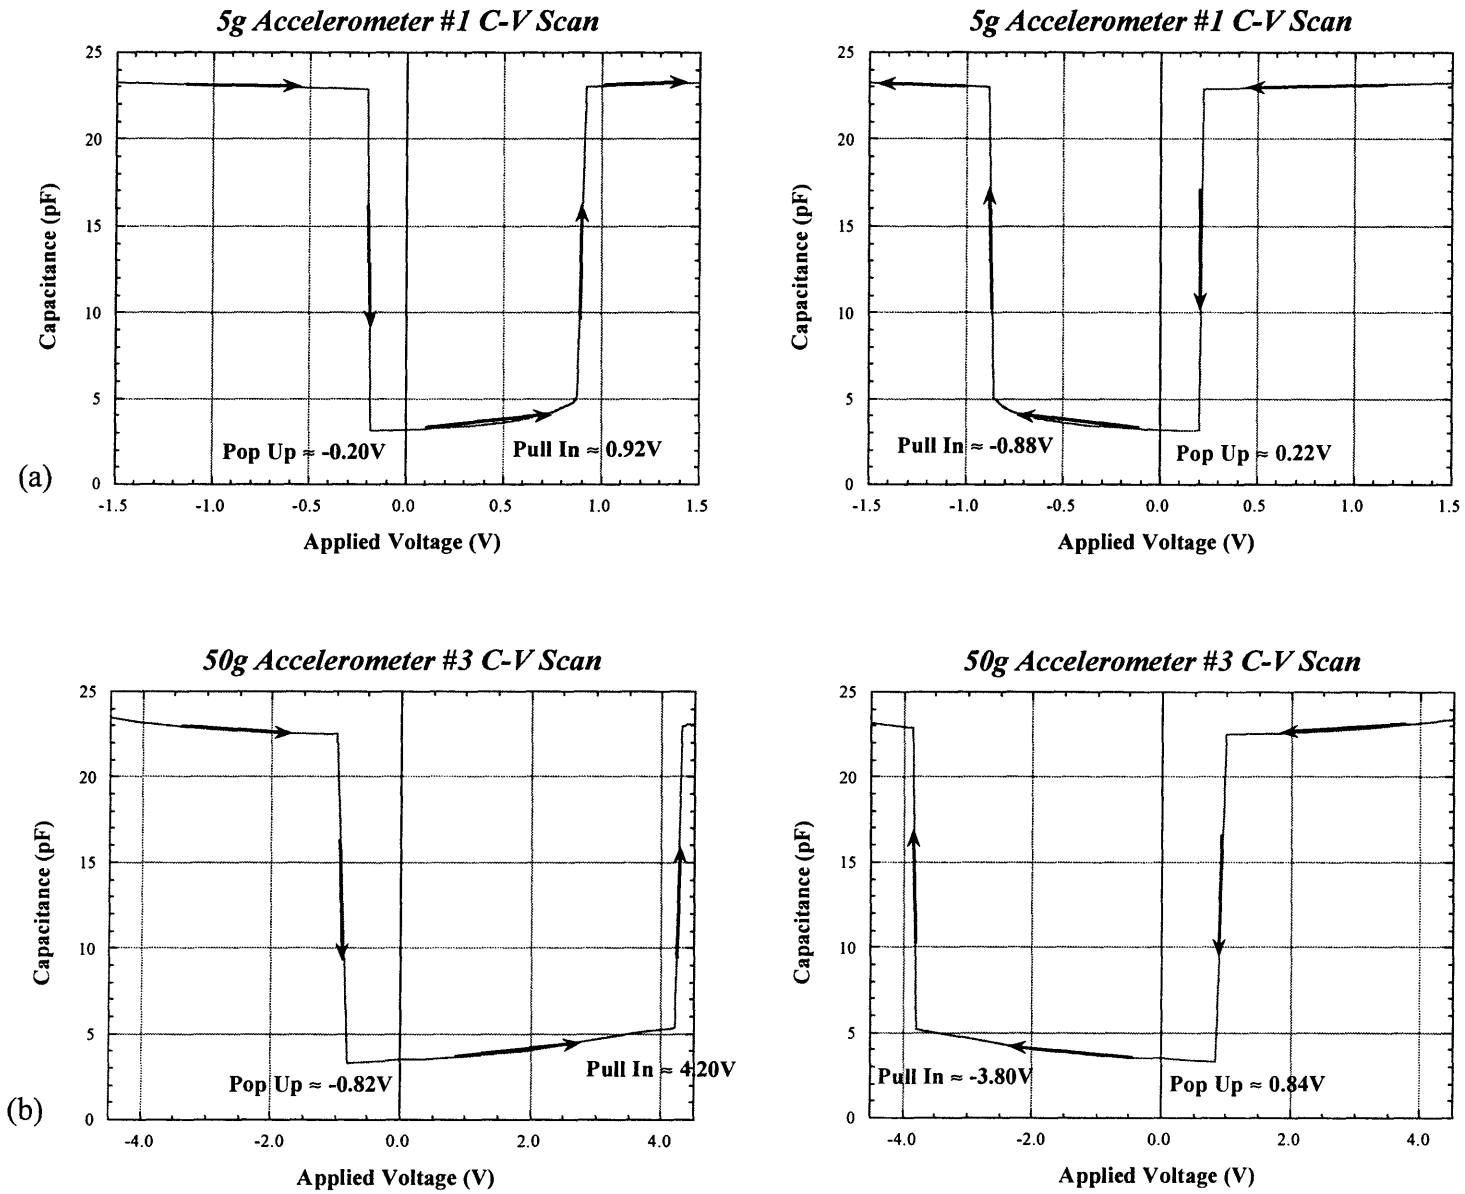 5g Accelerometer #1 C-V Scan
25
20
15
10
5
0
Capacitance (pF)
Pop Up ≈ -0.20V
Pull In ≈ 0.92V
-1.5 -1.0 -0.5 0.0 0.5 1.0 1.5
Applied Voltage (V)
(a)
5g Accelerometer #1 C-V Scan
25
20
15
10
5
0
Capacitance (pF)
Pull In ≈ -0.88V
Pop Up ≈ 0.22V
-1.5 -1.0 -0.5 0.0 0.5 1.0 1.5
Applied Voltage (V)
50g Accelerometer #3 C-V Scan
25
20
15
10
5
0
Capacitance (pF)
Pop Up ≈ -0.82V
Pull In ≈ 4.20V
-4.0 -2.0 0.0 2.0 4.0
Applied Voltage (V)
(b)
50g Accelerometer #3 C-V Scan
25
20
15
10
5
0
Capacitance (pF)
Pull In ≈ -3.80V
Pop Up ≈ 0.84V
-4.0 -2.0 0.0 2.0 4.0
Applied Voltage (V)